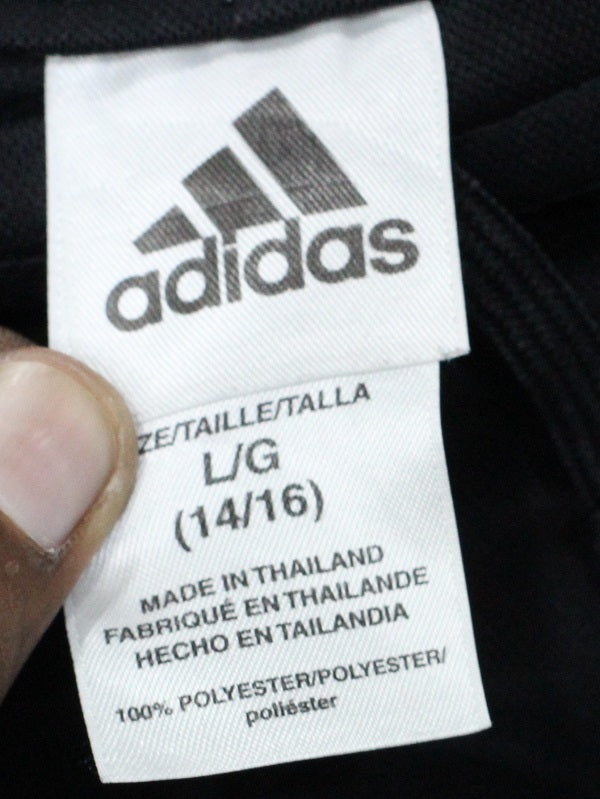 adidas
ZE/TAILLE/TALLA
L/G
(14/16)
MADE IN THAILAND
FABRIQUÉ EN THAILANDE
HECHO EN TAILANDIA
100% POLYESTER/POLYESTER/
poliéster